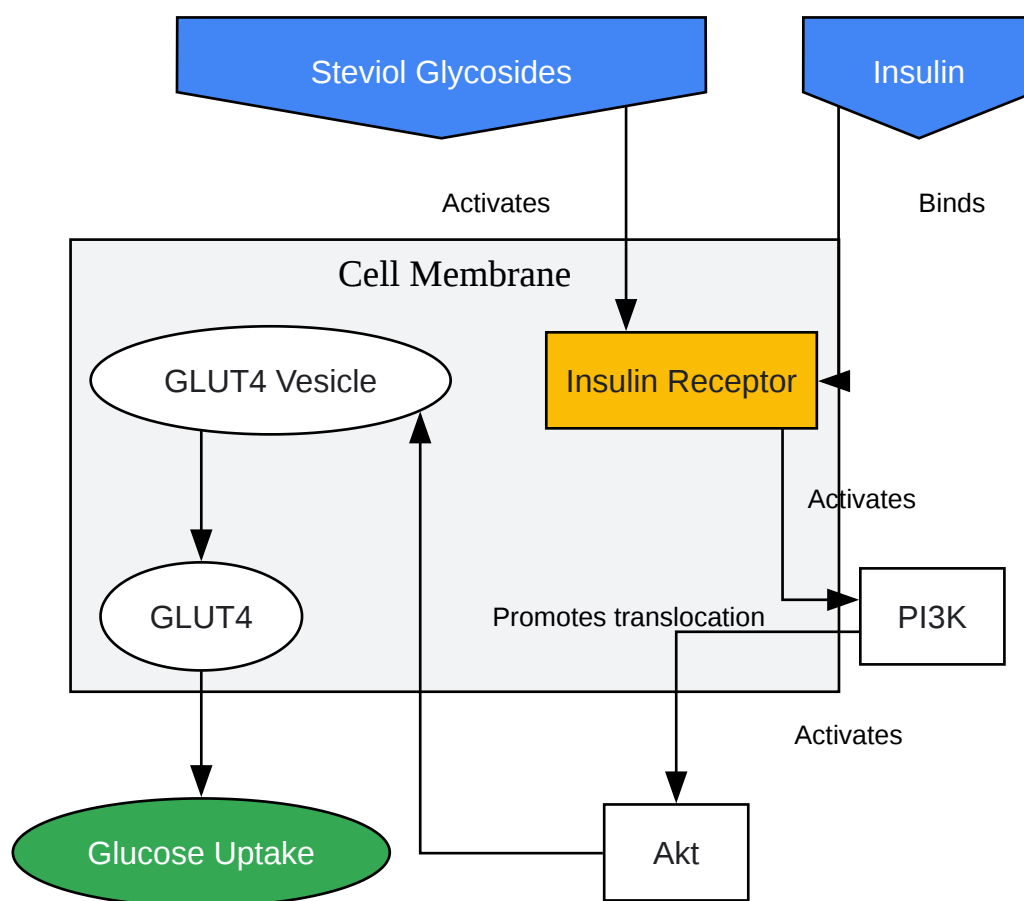 Steviol Glycosides
Insulin
Activates
Binds
Cell Membrane
GLUT4 Vesicle
Insulin Receptor
Activates
GLUT4
Promotes translocation
PI3K
Activates
Glucose Uptake
Akt